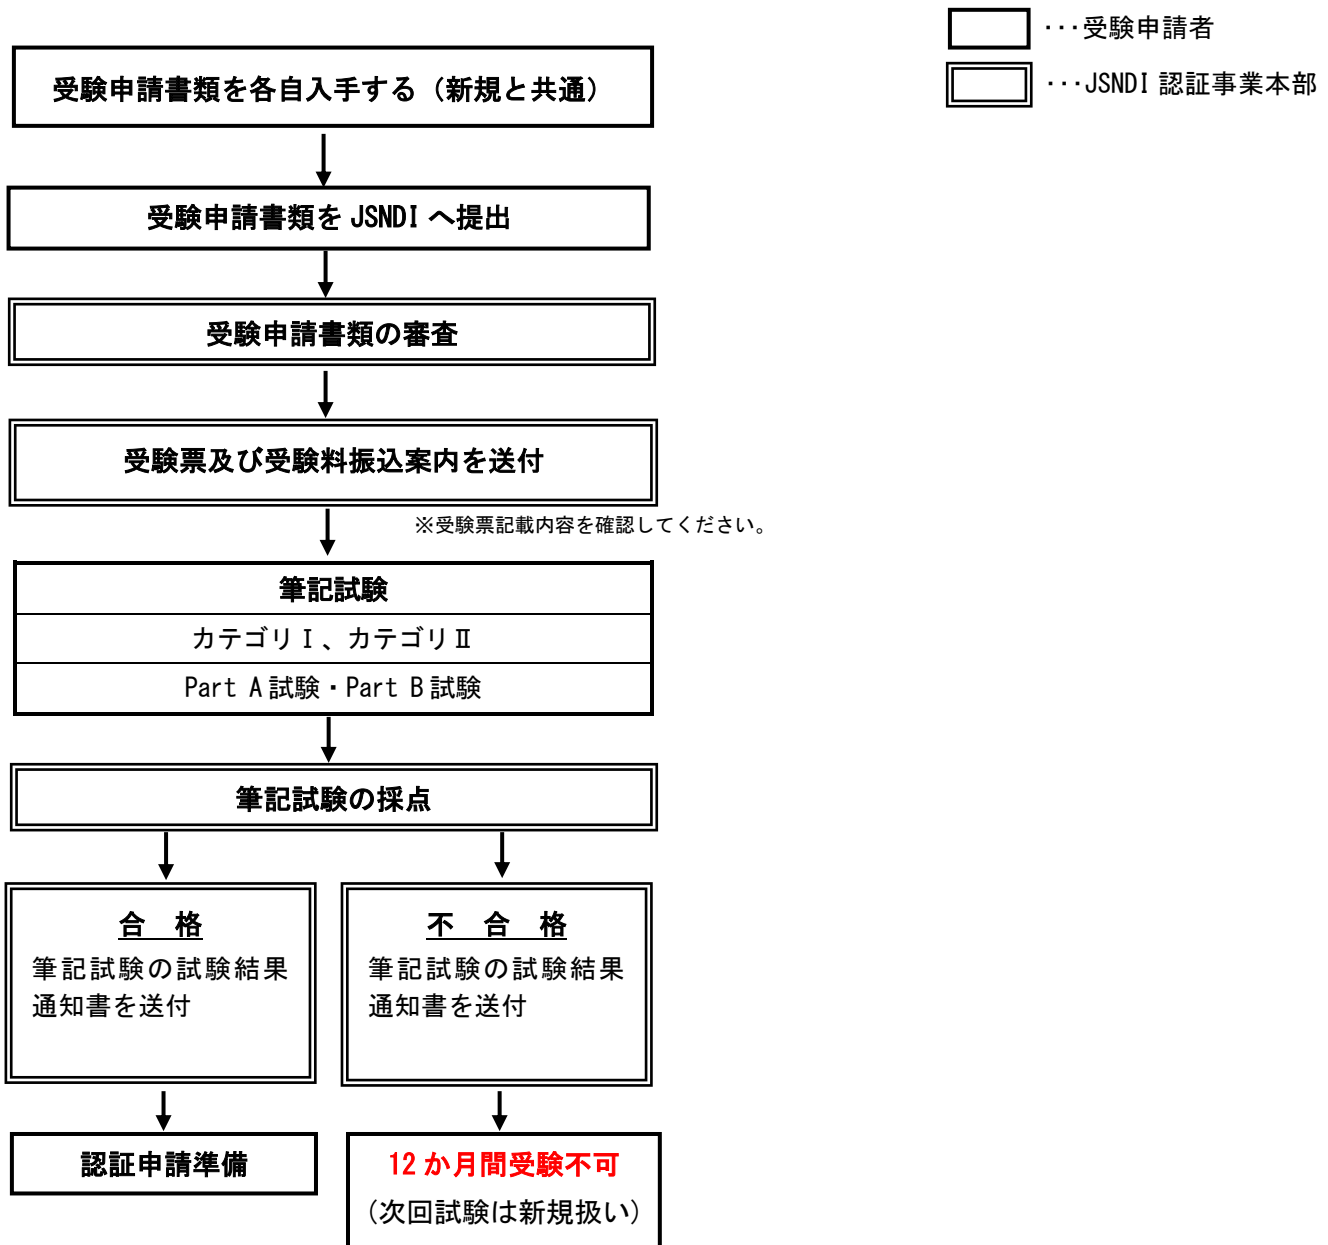 ･･･受験申請者
･･･JSNDI 認証事業本部
受験申請書類を各自入手する（新規と共通）
受験申請書類を JSNDI へ提出
受験申請書類の審査
受験票及び受験料振込案内を送付
※受験票記載内容を確認してください。
筆記試験
カテゴリⅠ、カテゴリⅡ
Part A 試験・Part B 試験
筆記試験の採点
合　格
筆記試験の試験結果
通知書を送付
不　合　格
筆記試験の試験結果
通知書を送付
認証申請準備
12 か月間受験不可
（次回試験は新規扱い）